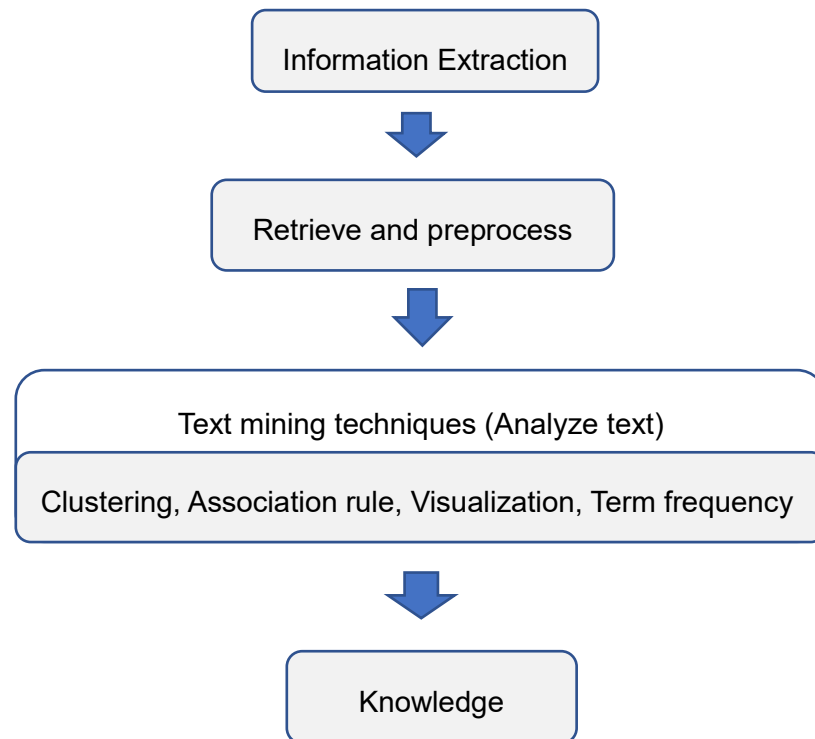 Information Extraction
Retrieve and preprocess
Text mining techniques (Analyze text)
Clustering, Association rule, Visualization, Term frequency
Knowledge